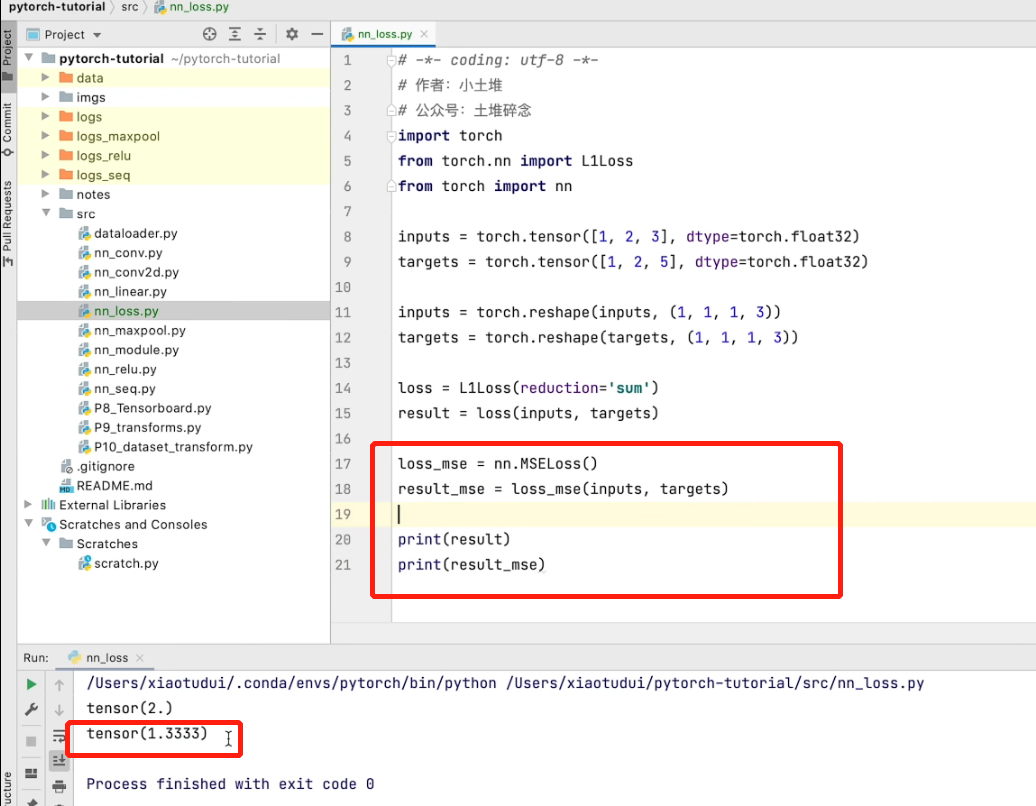 pytorch-tutorial src nn_loss.py
Project
nn_loss.py
Project
Commit
Pull Requests
pytorch-tutorial ~/pytorch-tutorial
data
imgs
logs
logs_maxpool
logs_relu
logs_seq
notes
src
dataloader.py
nn_conv.py
nn_conv2d.py
nn_linear.py
nn_loss.py
nn_maxpool.py
nn_module.py
nn_relu.py
nn_seq.py
P8_Tensorboard.py
P9_transforms.py
P10_dataset_transform.py
.gitignore
README.md
External Libraries
Scratches and Consoles
Scratches
scratch.py
1 # -*- coding: utf-8 -*-
2 # 作者：小土堆
3 # 公众号：土堆碎念
4 import torch
5 from torch.nn import L1Loss
6 from torch import nn
7
8 inputs = torch.tensor([1, 2, 3], dtype=torch.float32)
9 targets = torch.tensor([1, 2, 5], dtype=torch.float32)
10
11 inputs = torch.reshape(inputs, (1, 1, 1, 3))
12 targets = torch.reshape(targets, (1, 1, 1, 3))
13
14 loss = L1Loss(reduction='sum')
15 result = loss(inputs, targets)
16
17 loss_mse = nn.MSELoss()
18 result_mse = loss_mse(inputs, targets)
19
20 print(result)
21 print(result_mse)
Run: nn_loss
/Users/xiaotudui/.conda/envs/pytorch/bin/python /Users/xiaotudui/pytorch-tutorial/src/nn_loss.py
tensor(2.)
tensor(1.3333)
Process finished with exit code 0